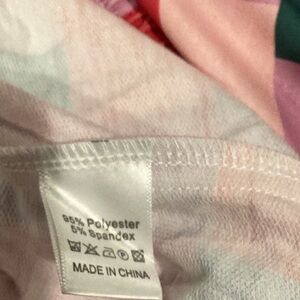 95% Polyester
5% Spandex
MADE IN CHINA